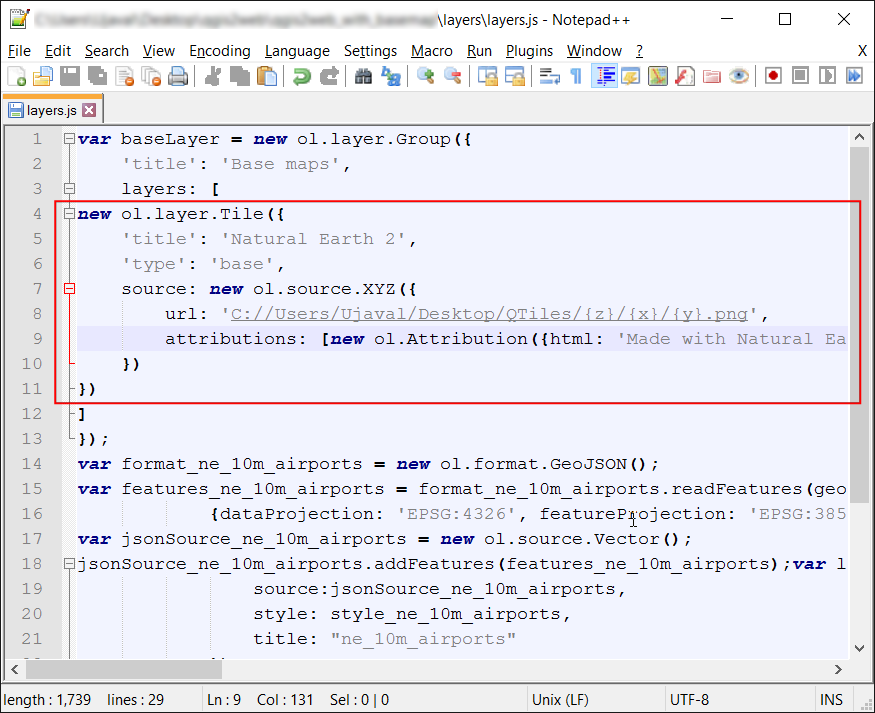 \layers\layers.js - Notepad++
File Edit Search View Encoding Language Settings Macro Run Plugins Window ? X
layers.js
1 var baseLayer = new ol.layer.Group({
2 'title': 'Base maps',
3 layers: [
4 new ol.layer.Tile({
5 'title': 'Natural Earth 2',
6 'type': 'base',
7 source: new ol.source.XYZ({
8 url: 'C://Users/Ujaval/Desktop/QTiles/{z}/{x}/{y}.png',
9 attributions: [new ol.Attribution({html: 'Made with Natural Ea
10 })
11 })
12 ]
13 });
14 var format_ne_10m_airports = new ol.format.GeoJSON();
15 var features_ne_10m_airports = format_ne_10m_airports.readFeatures(geo
16 {dataProjection: 'EPSG:4326', featureProjection: 'EPSG:385
17 var jsonSource_ne_10m_airports = new ol.source.Vector();
18 jsonSource_ne_10m_airports.addFeatures(features_ne_10m_airports);var l
19 source:jsonSource_ne_10m_airports,
20 style: style_ne_10m_airports,
21 title: "ne_10m_airports"
length : 1,739 lines : 29 Ln : 9 Col : 131 Sel : 0 | 0 Unix (LF) UTF-8 INS